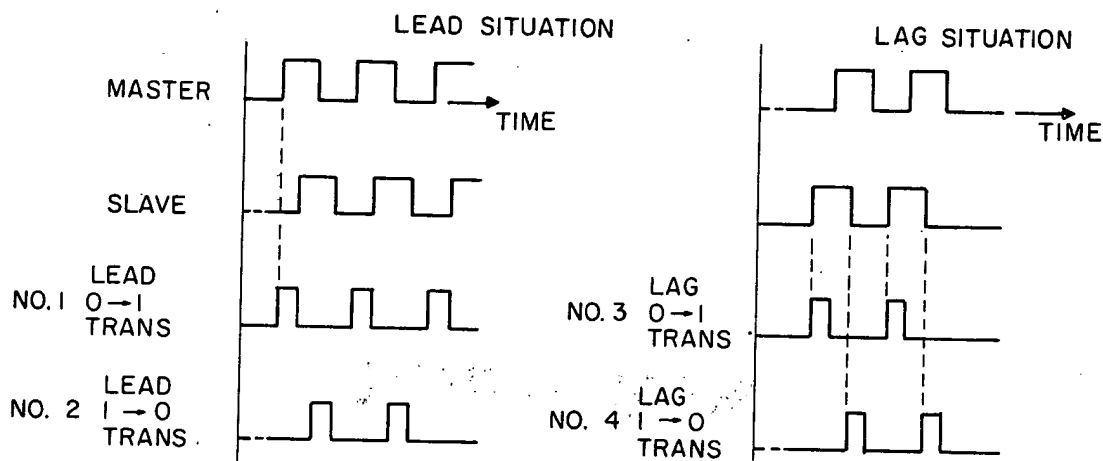 LEAD SITUATION
MASTER
TIME
SLAVE
LEAD
NO. 1 0→1
TRANS
LEAD
NO. 2 1→0
TRANS
LAG SITUATION
TIME
LAG
NO. 3 0→1
TRANS
LAG
NO. 4 1→0
TRANS